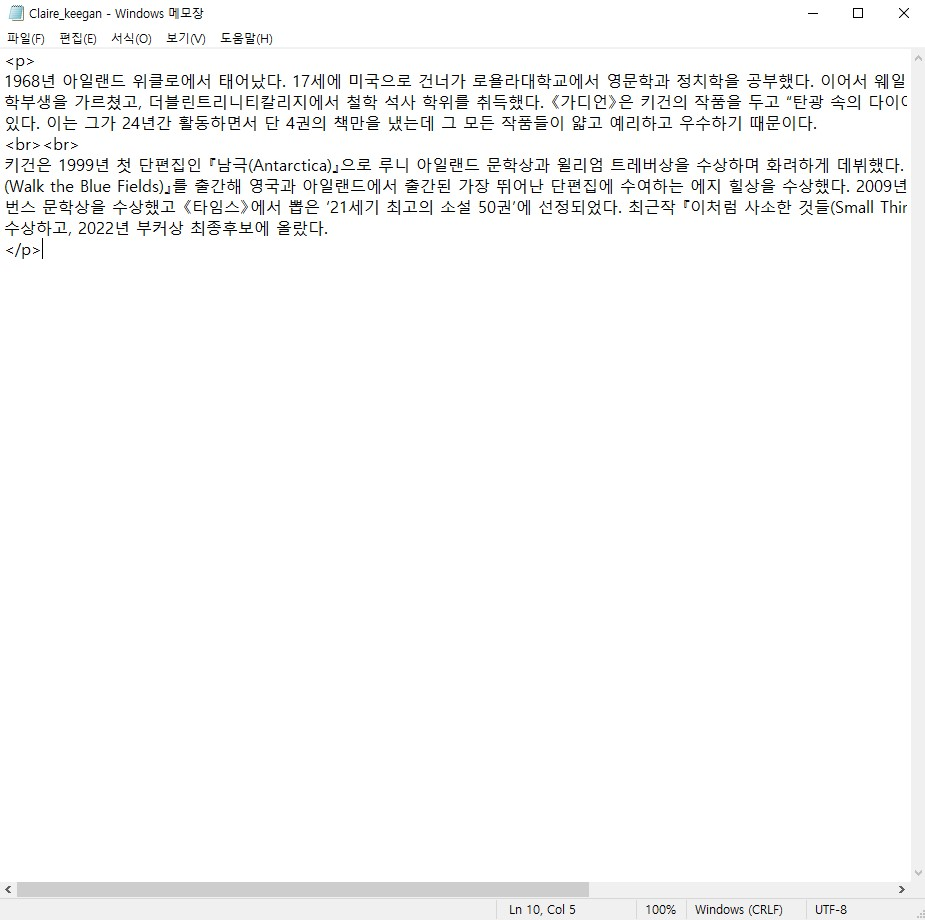 Claire_keegan - Windows 메모장
파일(F) 편집(E) 서식(O) 보기(V) 도움말(H)
<p>
1968년 아일랜드 위클로에서 태어났다. 17세에 미국으로 건너가 로욜라대학교에서 영문학과 정치학을 공부했다. 이어서 웨일
학부생을 가르쳤고, 더블린트리니티칼리지에서 철학 석사 학위를 취득했다. 《가디언》은 키건의 작품을 두고 “탄광 속의
있다. 이는 그가 24년간 활동하면서 단 4권의 책만을 냈는데 그 모든 작품들이 얇고 예리하고 우수하기 때문이다.
<br><br>
키건은 1999년 첫 단편집인 『남극(Antarctica)』으로 루니 아일랜드 문학상과 윌리엄 트레버상을 수상하며 화려하게 데뷔했다.
(Walk the Blue Fields)』를 출간해 영국과 아일랜드에서 출간된 가장 뛰어난 단편집에 수여하는 에지 힐상을 수상했다. 2009년
번스 문학상을 수상했고 《타임스》에서 뽑은 ‘21세기 최고의 소설 50권’에 선정되었다. 최근작 『이처럼 사소한 것들(Small
수상하고, 2022년 부커상 최종후보에 올랐다.
</p>
Ln 10, Col 5 100% Windows (CRLF) UTF-8